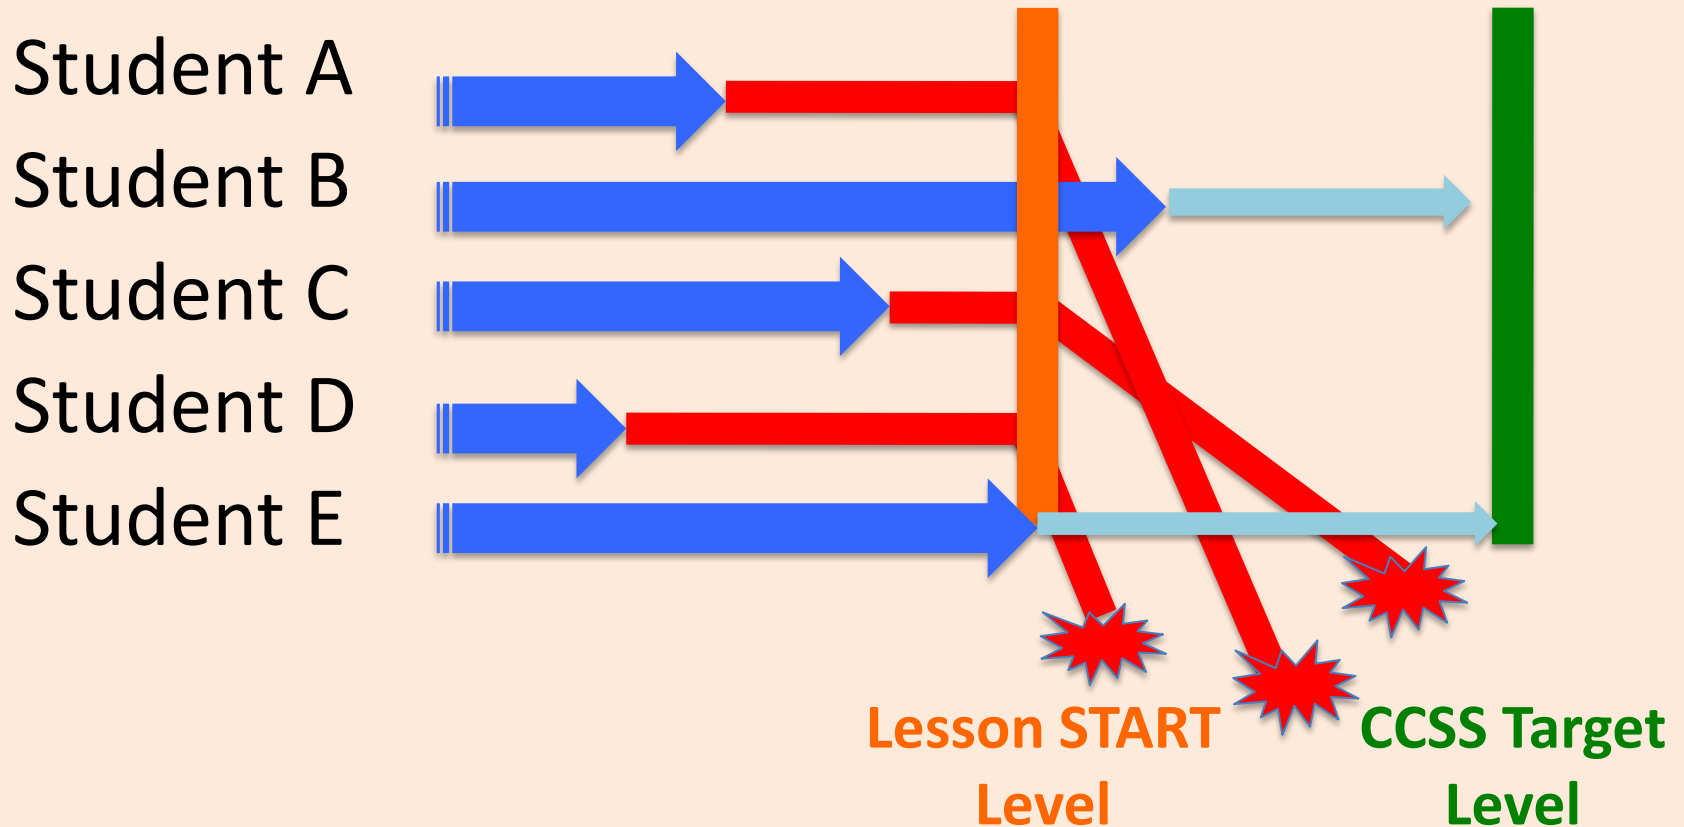 Student A
Student B
Student C
Student D
Student E
Lesson START
Level
CCSS Target
Level